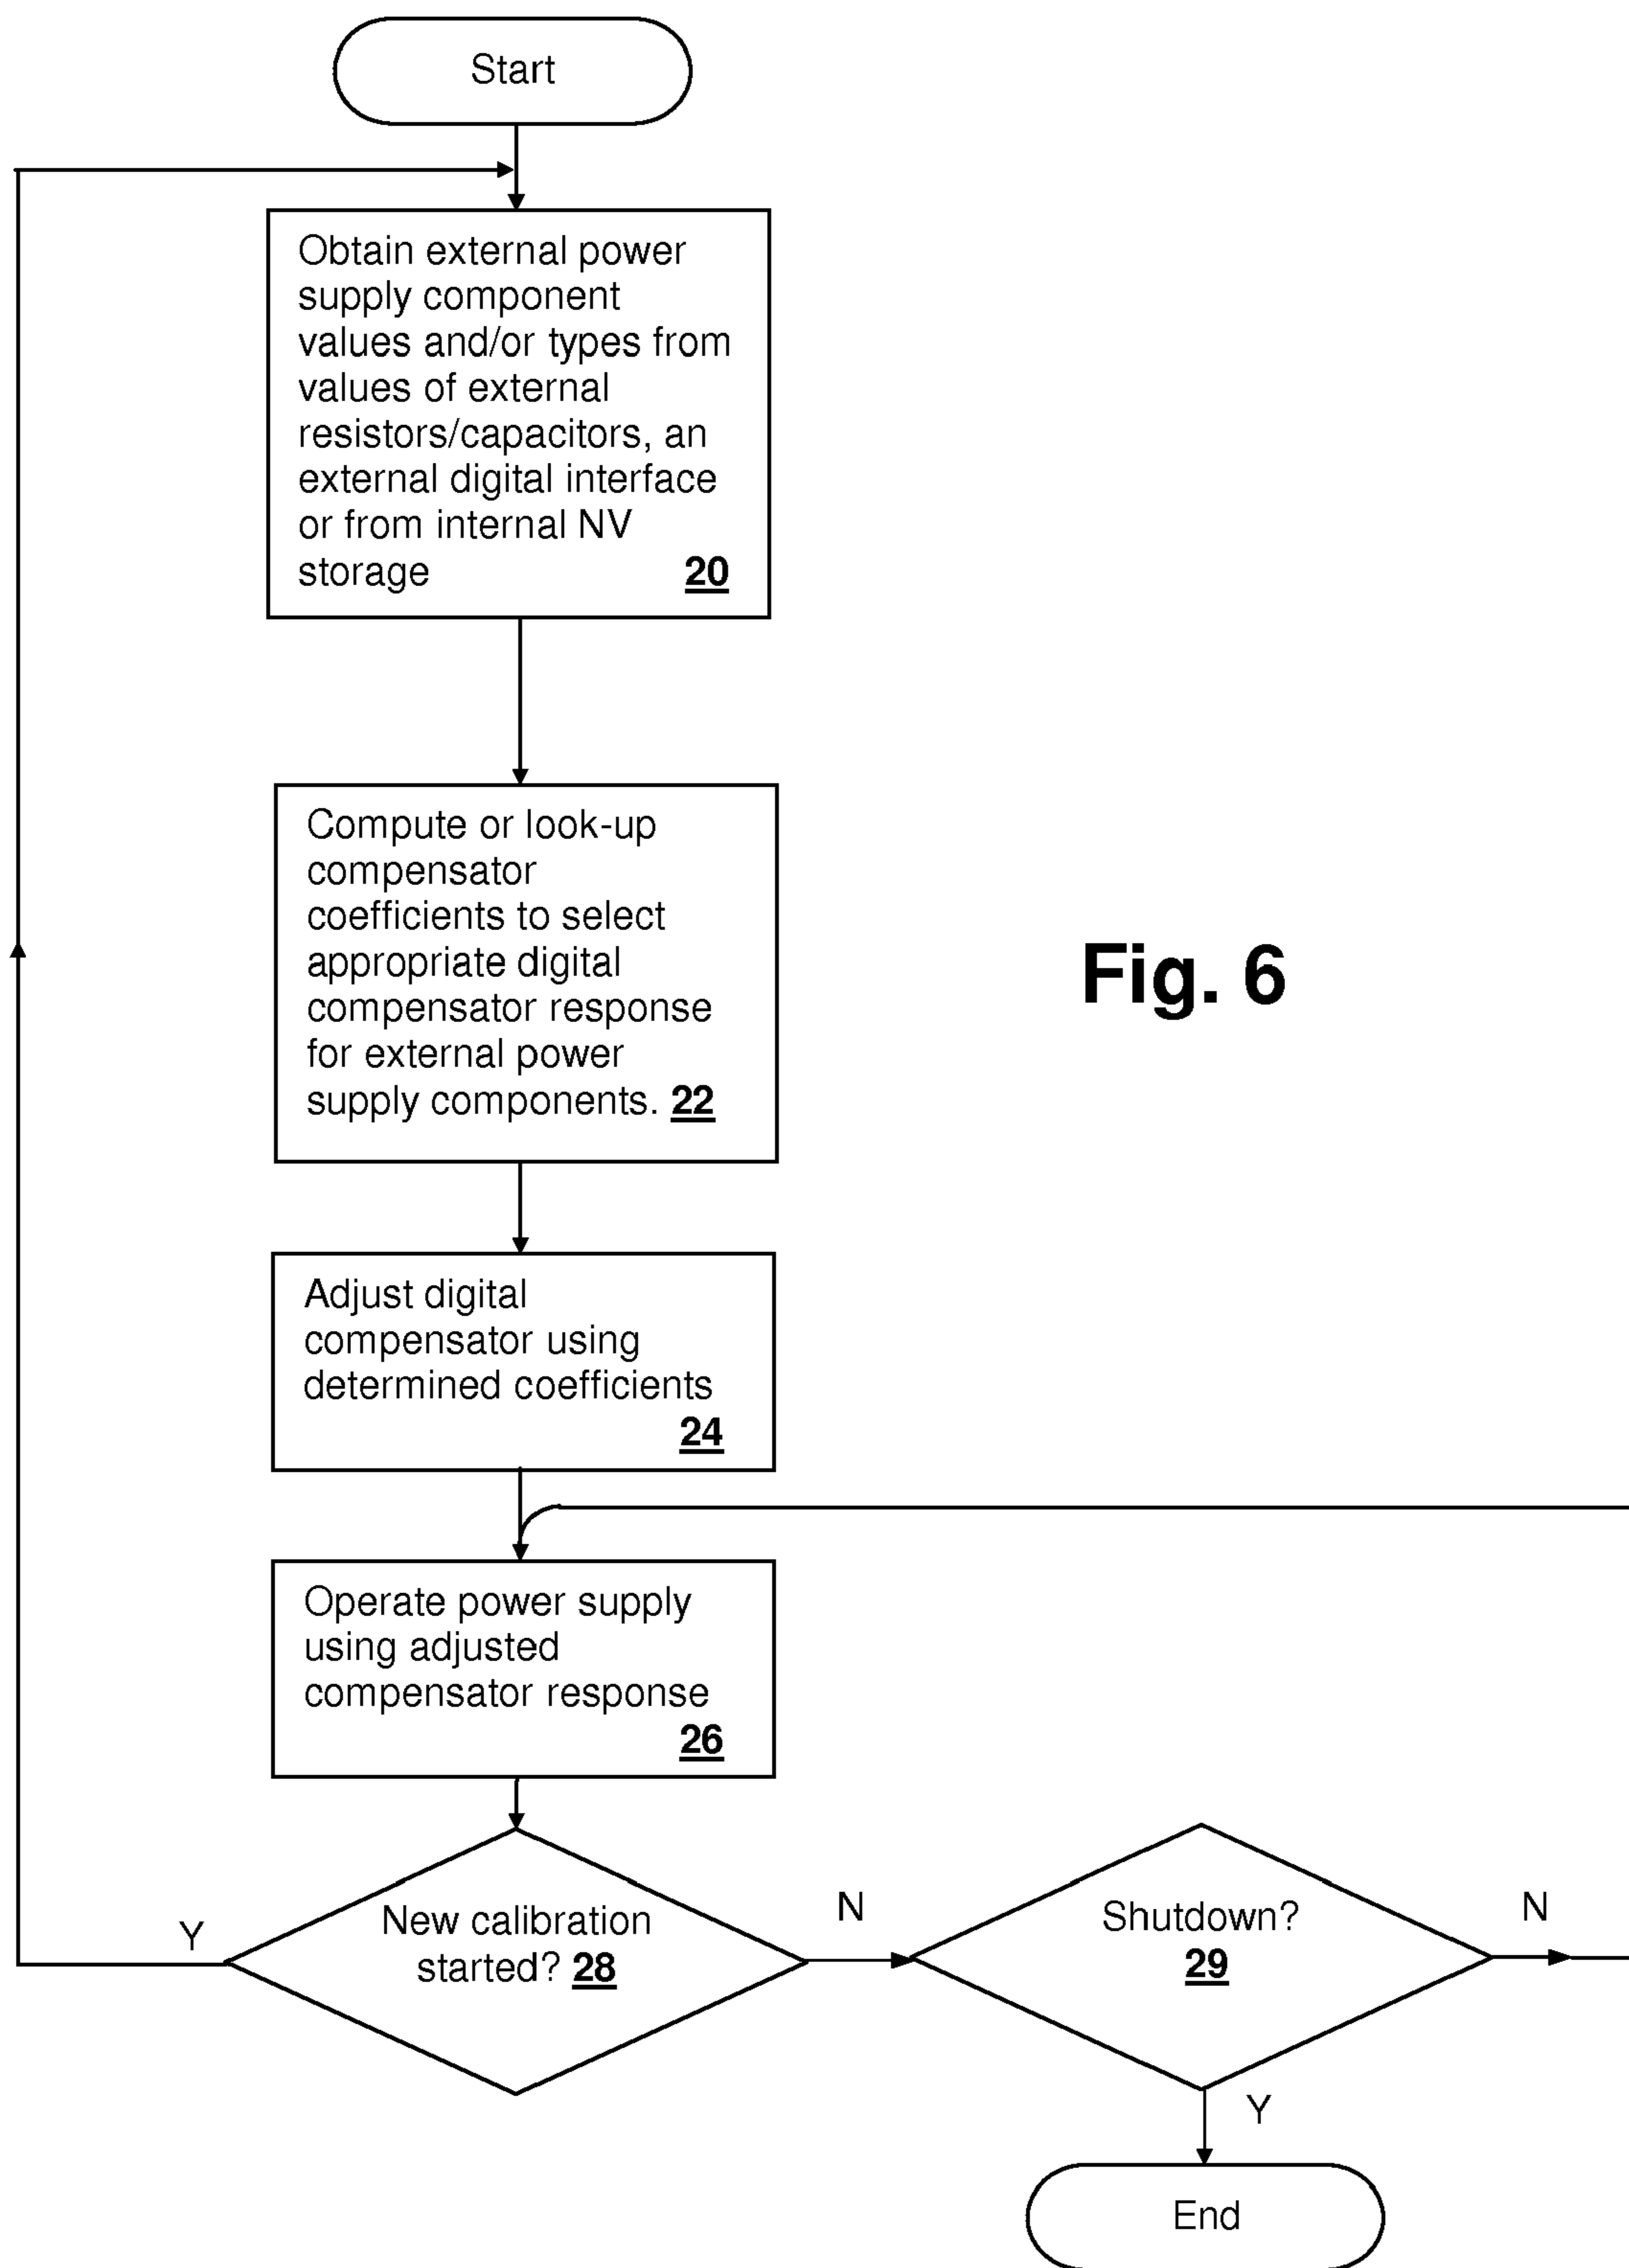 Start
Obtain external power
supply component
values and/or types from
values of external
resistors/capacitors, an
external digital interface
or from internal NV
storage 20
Compute or look-up
compensator
coefficients to select
appropriate digital
compensator response
for external power
supply components. 22
Fig. 6
Adjust digital
compensator using
determined coefficients
24
Operate power supply
using adjusted
compensator response
26
Y
New calibration
started? 28
N
Shutdown?
29
N
Y
End